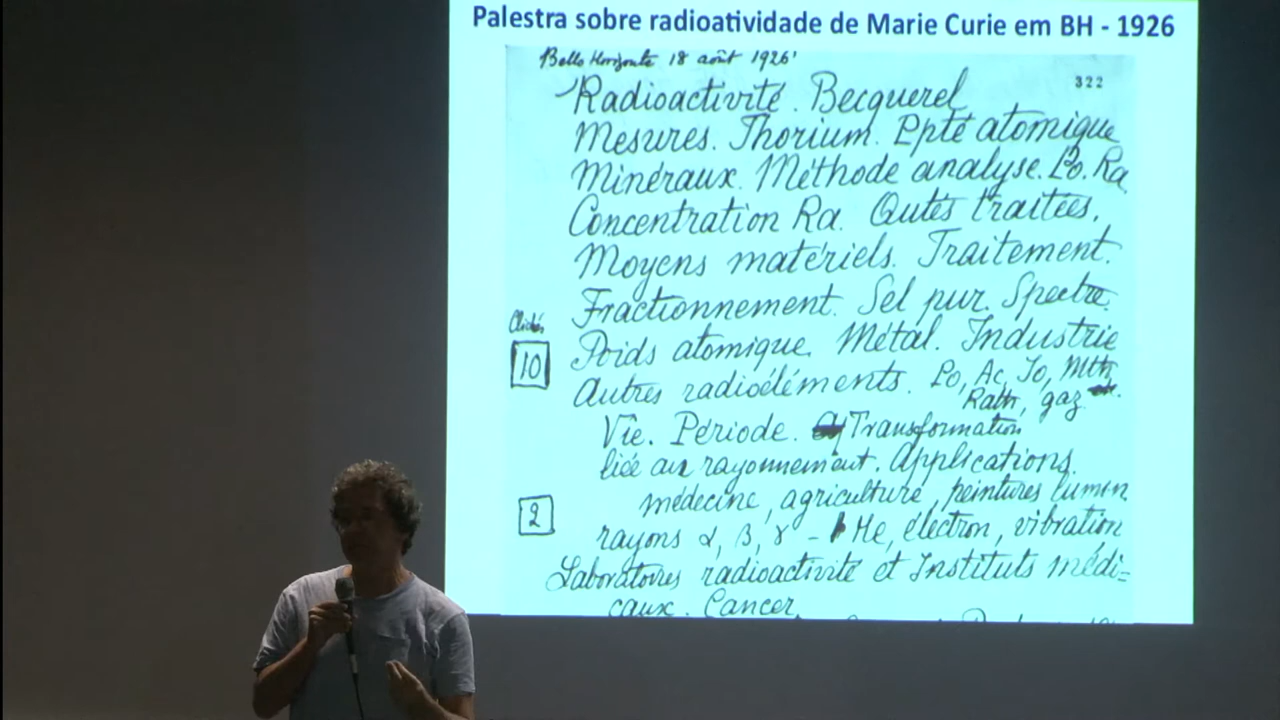 Palestra sobre radioatividade de Marie Curie em BH - 1926
Bello Horizonte 18 août 1926
322
Radioactivité. Becquerel
Mesures. Thorium. Ppté atomique
Minéraux. Méthode analyse. Po. Ra
Concentration Ra. Qutés traitées.
Moyens matériels. Traitement.
Fractionnement. Sel pur. Spectre.
Clichés
10
Poids atomique. Métal. Industrie
Autres radioéléments. Po, Ac, Io, Mth
Rath, gaz
Vie. Période. Transformation
liée au rayonnement. Applications.
médecine, agriculture, peintures lumin
2
rayons α, β, γ - He, électron, vibration
Laboratoires radioactivité et Instituts médi=
caux. Cancer